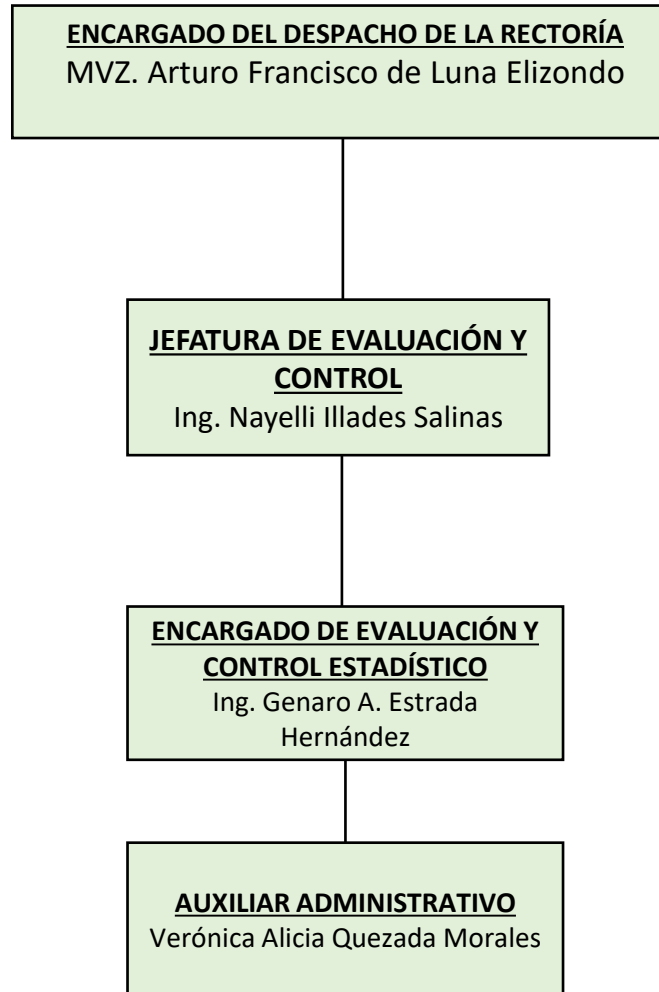 ENCARGADO DEL DESPACHO DE LA RECTORÍA
MVZ. Arturo Francisco de Luna Elizondo
JEFATURA DE EVALUACIÓN Y
CONTROL
Ing. Nayelli Illades Salinas
ENCARGADO DE EVALUACIÓN Y
CONTROL ESTADÍSTICO
Ing. Genaro A. Estrada
Hernández
AUXILIAR ADMINISTRATIVO
Verónica Alicia Quezada Morales